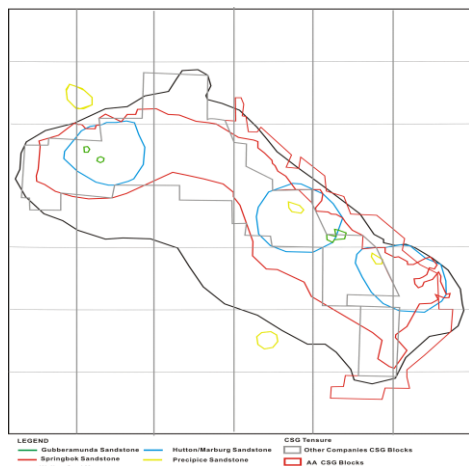 LEGEND
Gubberamunda Sandstone
Springbok Sandstone
Hutton/Marburg Sandstone
Precipice Sandstone
CSG Tensure
Other Companies CSG Blocks
AA CSG Blocks